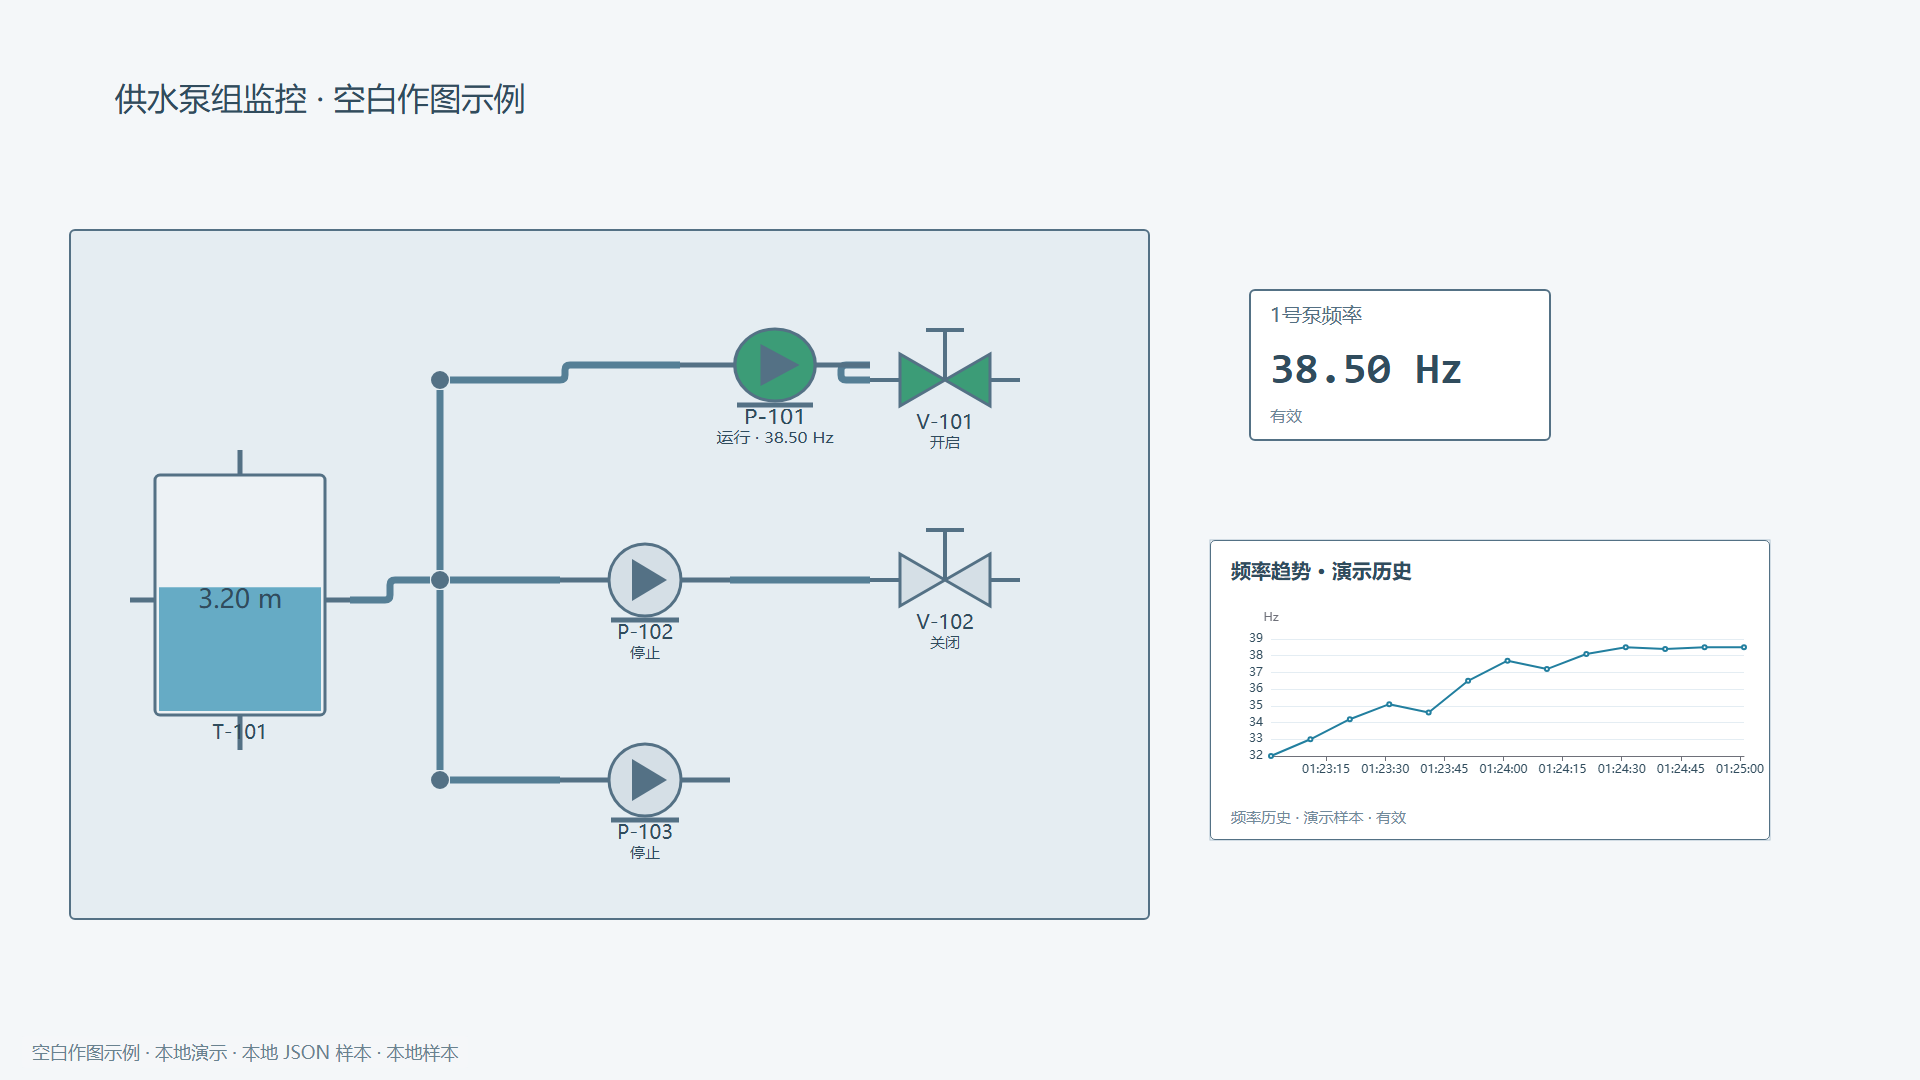 供水泵组监控 · 空白作图示例
P-101
运行 · 38.50 Hz
V-101
开启
3.20 m
T-101
P-102
停止
V-102
关闭
P-103
停止
1号泵频率
38.50 Hz
有效
频率趋势 • 演示历史
Hz
39
38
37
36
35
34
33
32
01:23:15 01:23:30 01:23:45 01:24:00 01:24:15 01:24:30 01:24:45 01:25:00
频率历史 · 演示样本 · 有效
空白作图示例 · 本地演示 · 本地 JSON 样本 · 本地样本